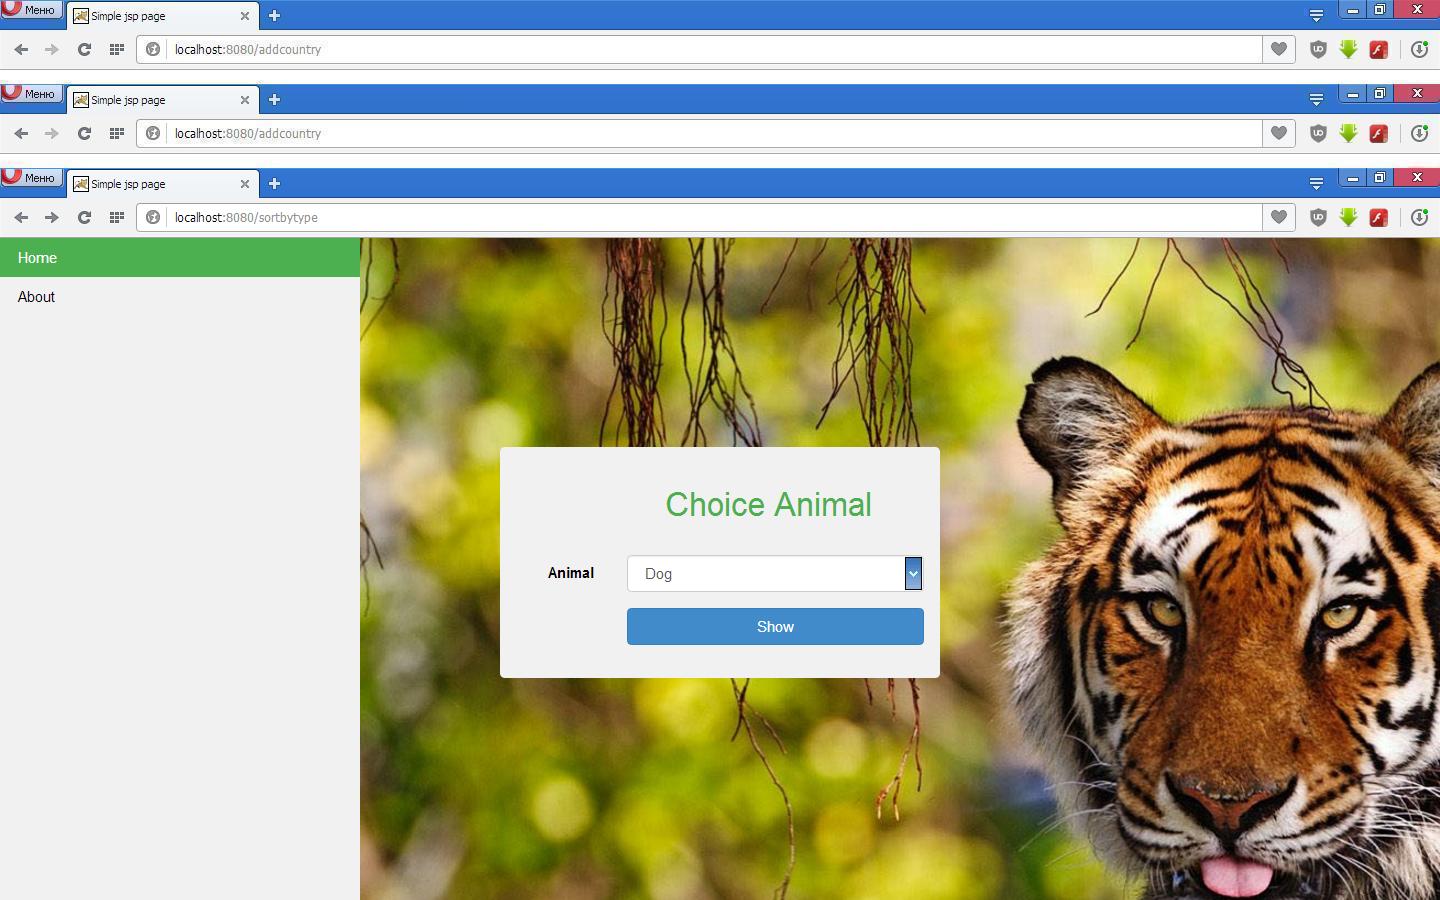 Меню
Simple jsp page
localhost:8080/addcountry
Меню
Simple jsp page
localhost:8080/addcountry
Меню
Simple jsp page
localhost:8080/sortbytype
Home
About
Choice Animal
Animal
Dog
Show